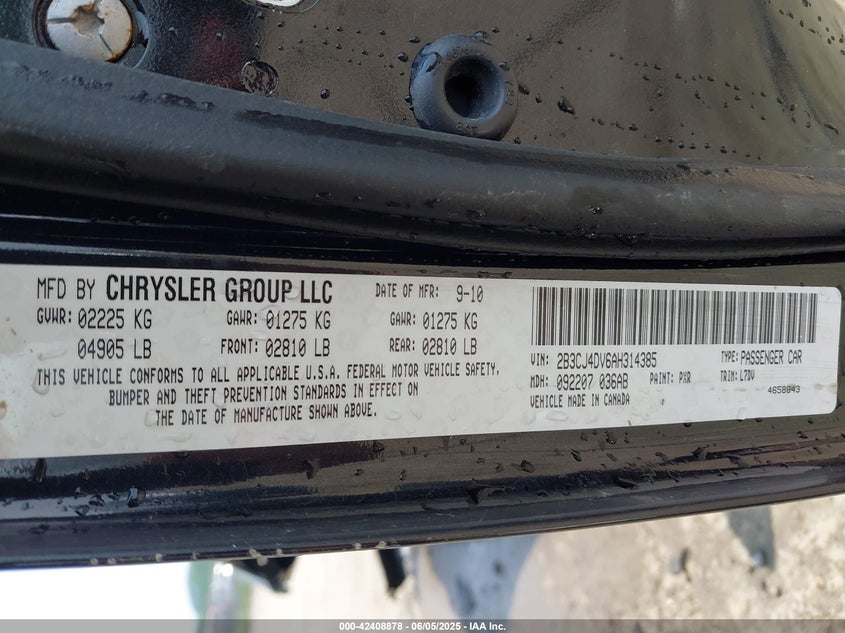 MFD BY CHRYSLER GROUP LLC DATE OF MFR: 9-10
GVWR: 02225 KG GAWR: 01275 KG GAWR: 01275 KG
04905 LB FRONT: 02810 LB REAR: 02810 LB
THIS VEHICLE CONFORMS TO ALL APPLICABLE U.S.A. FEDERAL MOTOR VEHICLE SAFETY,
BUMPER AND THEFT PREVENTION STANDARDS IN EFFECT ON
THE DATE OF MANUFACTURE SHOWN ABOVE.
VIN: 2B3CJ4DV6AH314385 TYPE: PASSENGER CAR
MDH: 092207 036AB PAINT: PXR TRIM: L7DV
VEHICLE MADE IN CANADA 4658843
000-42408878 | 06/05/2025 | IAA Inc.